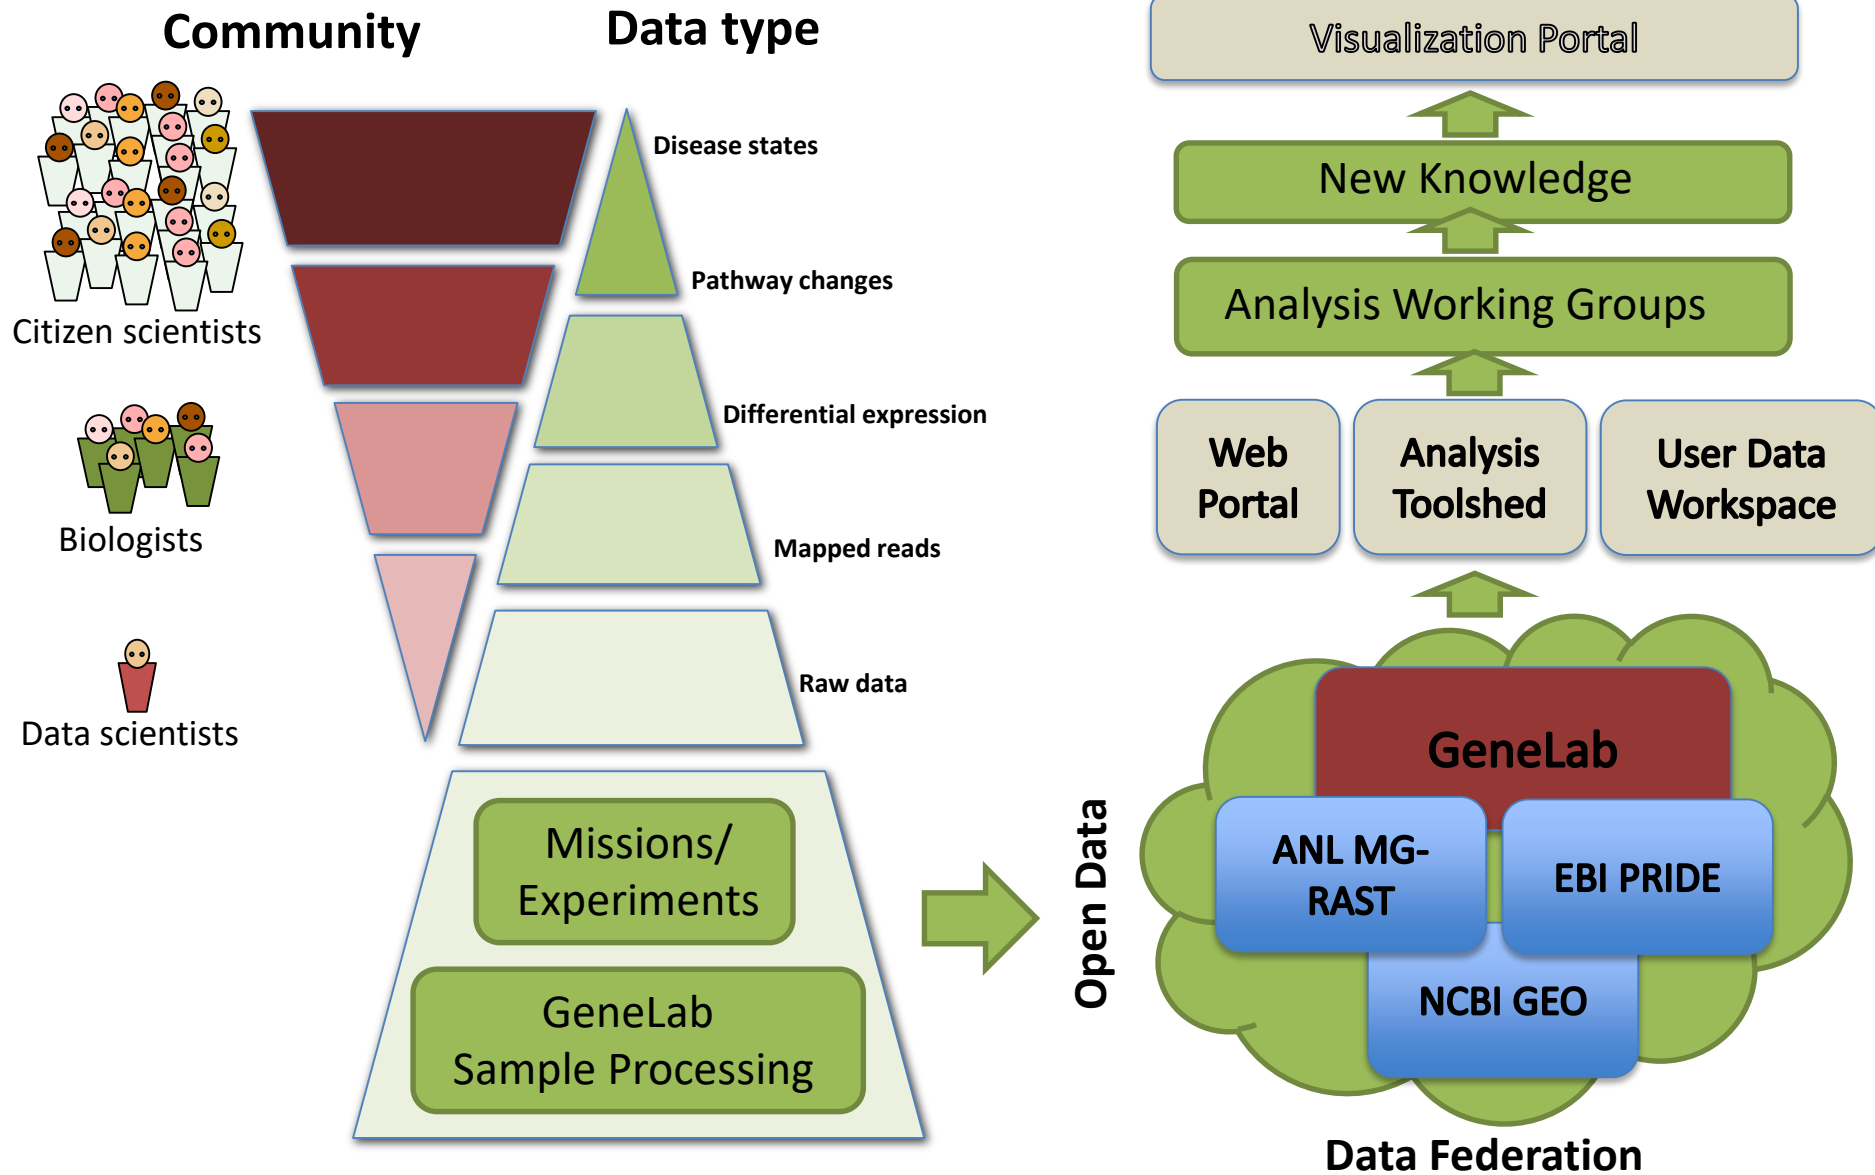 Community
Data type
Citizen scientists
Biologists
Data scientists
Disease states
Pathway changes
Differential expression
Mapped reads
Raw data
Missions/
Experiments
GeneLab
Sample Processing
Visualization Portal
New Knowledge
Analysis Working Groups
Web
Portal
Analysis
Toolshed
User Data
Workspace
Open Data
GeneLab
ANL MG-
RAST
EBI PRIDE
NCBI GEO
Data Federation